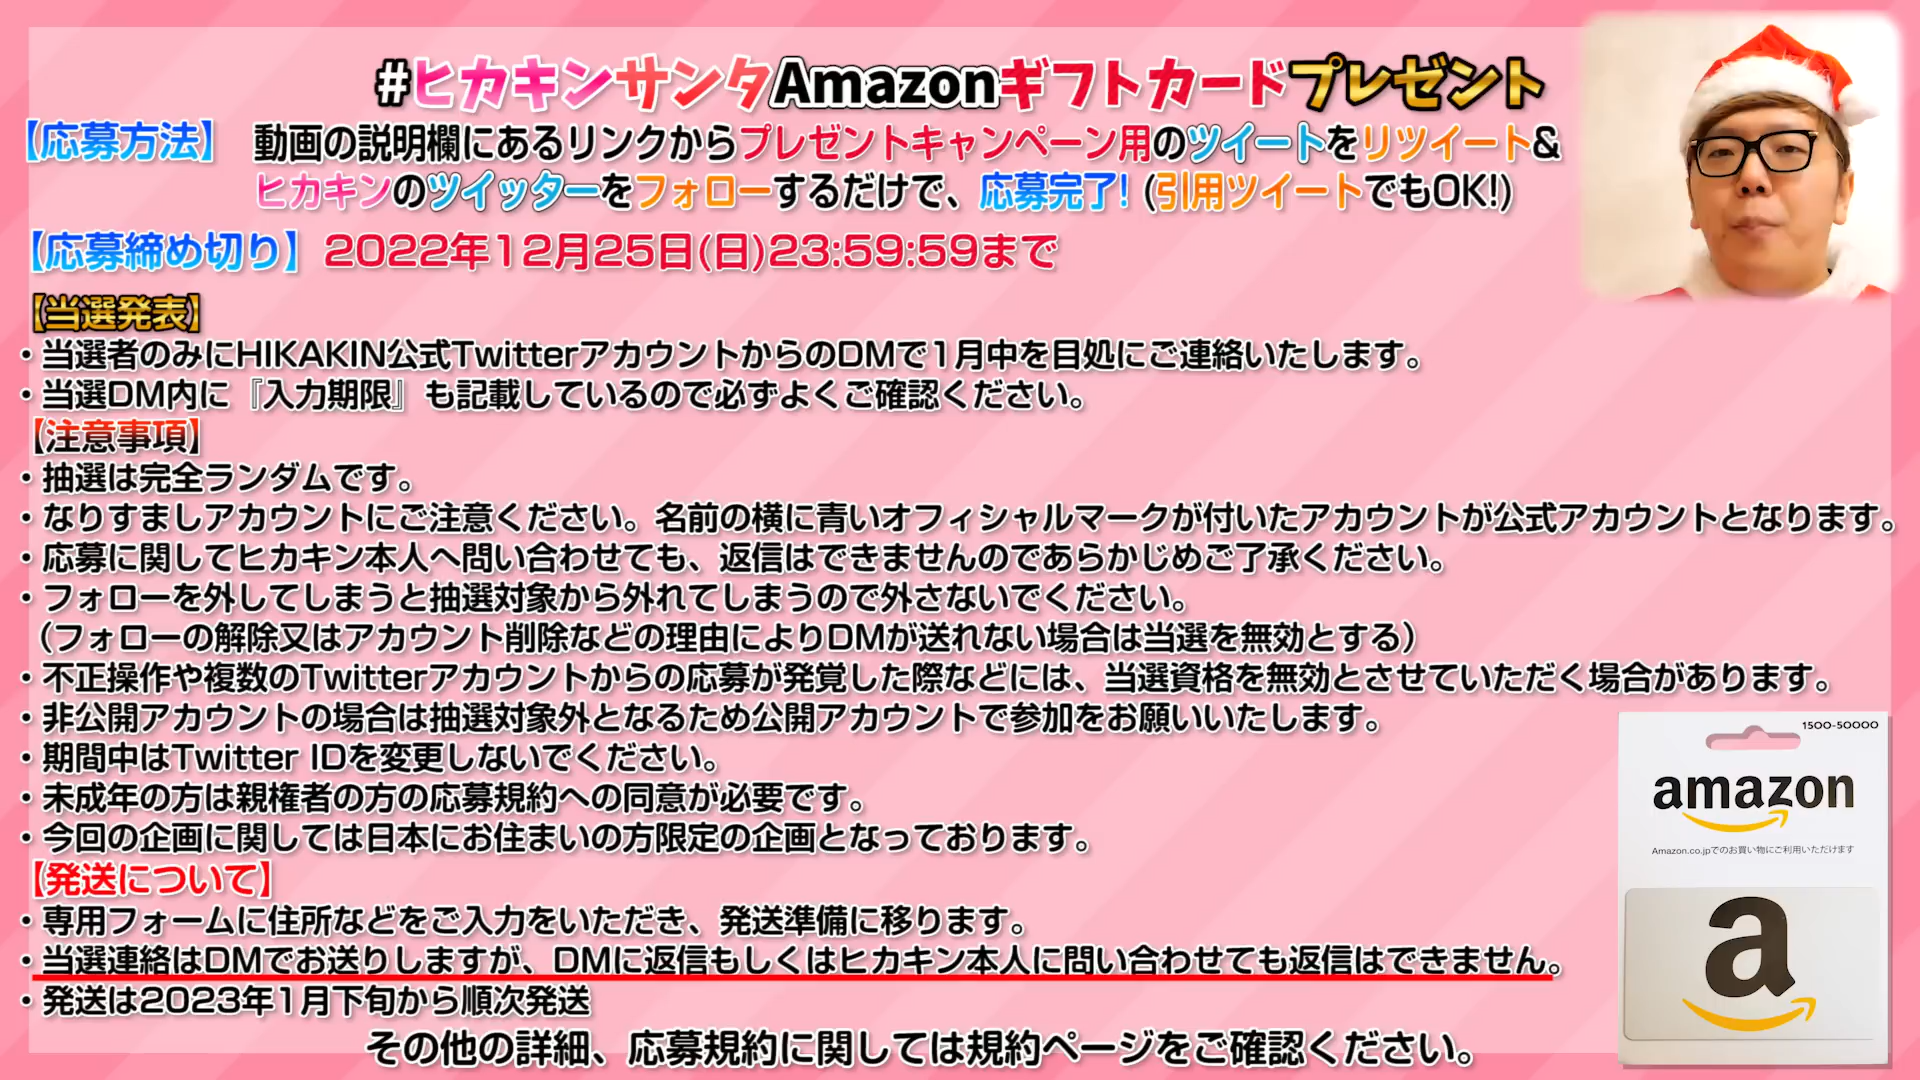 #ヒカキンサンタAmazonギフトカードプレゼント
【応募方法】 動画の説明欄にあるリンクからプレゼントキャンペーン用のツイートをリツイート&
ヒカキンのツイッターをフォローするだけで、応募完了! (引用ツイートでもOK!)
【応募締め切り】 2022年12月25日(日)23:59:59まで
【当選発表】
・当選者のみにHIKAKIN公式TwitterアカウントからのDMで1月中を目処にご連絡いたします。
・当選DM内に『入力期限』も記載しているので必ずよくご確認ください。
【注意事項】
・抽選は完全ランダムです。
・なりすましアカウントにご注意ください。名前の横に青いオフィシャルマークが付いたアカウントが公式アカウントとなります。
・応募に関してヒカキン本人へ問い合わせても、返信はできませんのであらかじめご了承ください。
・フォローを外してしまうと抽選対象から外れてしまうので外さないでください。
（フォローの解除又はアカウント削除などの理由によりDMが送れない場合は当選を無効とする）
・不正操作や複数のTwitterアカウントからの応募が発覚した際などには、当選資格を無効とさせていただく場合があります。
・非公開アカウントの場合は抽選対象外となるため公開アカウントで参加をお願いいたします。
・期間中はTwitter IDを変更しないでください。
・未成年の方は親権者の方の応募規約への同意が必要です。
・今回の企画に関しては日本にお住まいの方限定の企画となっております。
【発送について】
・専用フォームに住所などをご入力をいただき、発送準備に移ります。
・当選連絡はDMでお送りしますが、DMに返信もしくはヒカキン本人に問い合わせても返信はできません。
・発送は2023年1月下旬から順次発送
その他の詳細、応募規約に関しては規約ページをご確認ください。
1500-50000
amazon
Amazon.co.jpでのお買い物にご利用いただけます
a